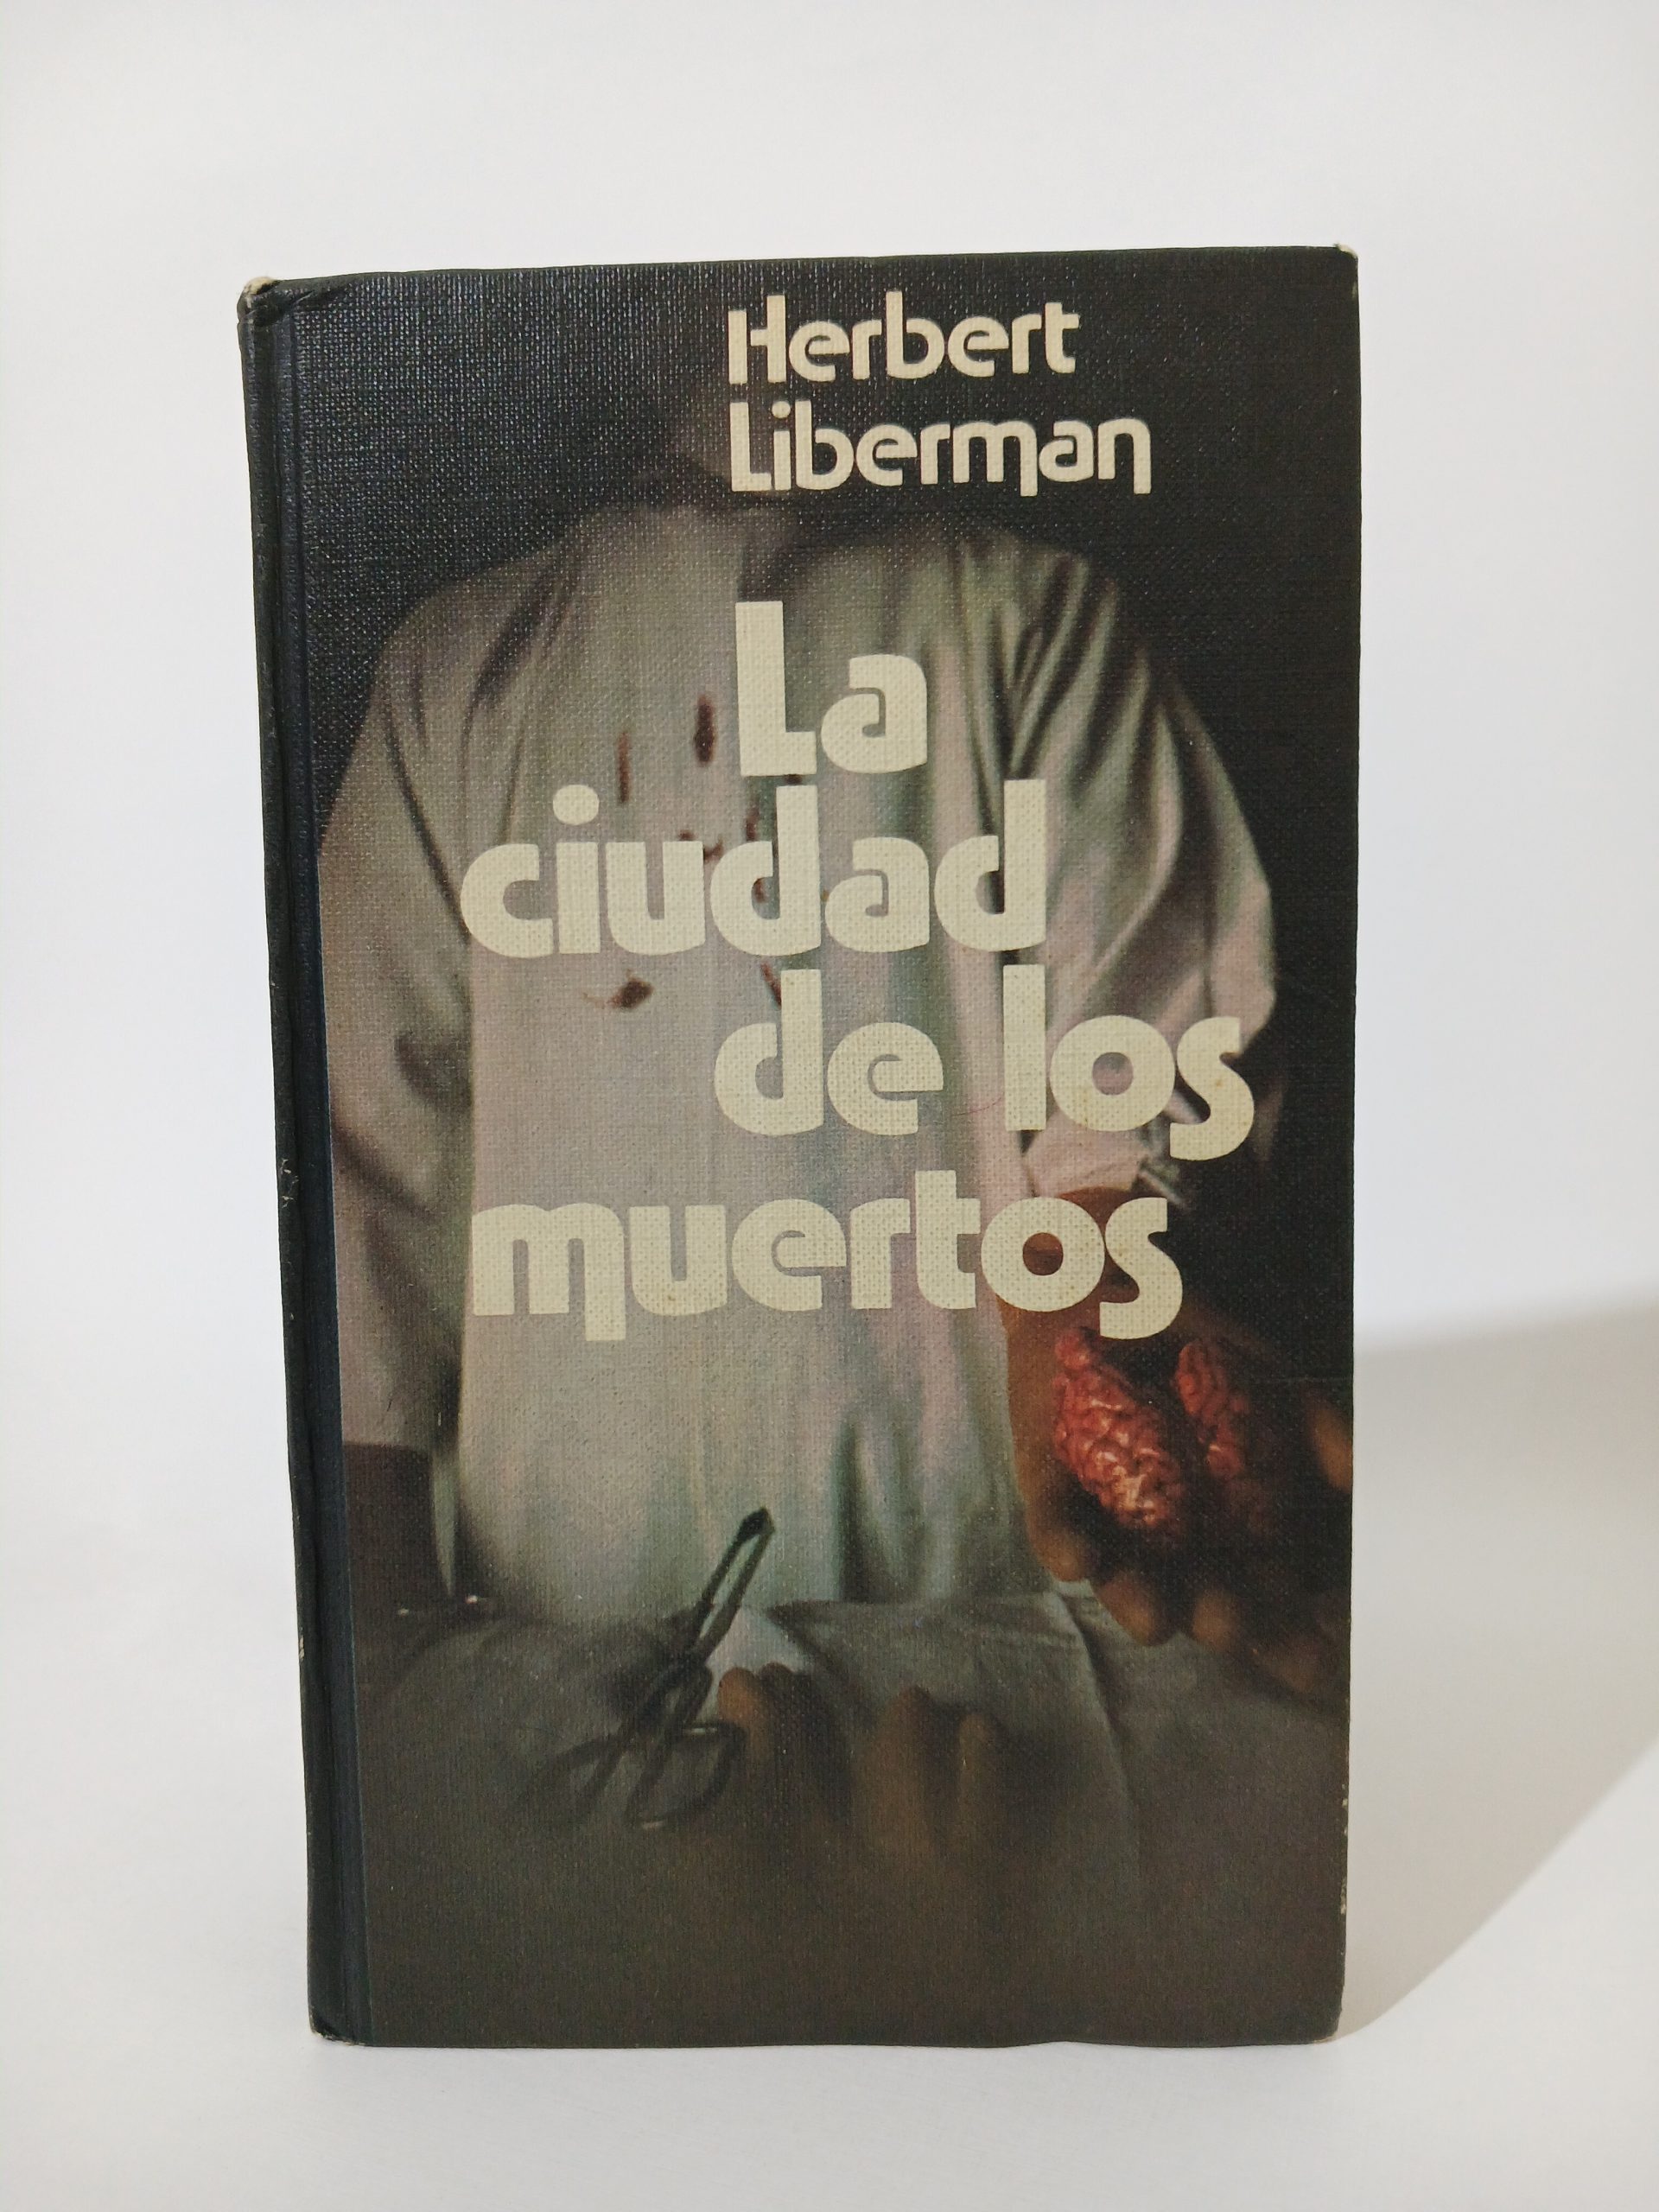 Herbert
Liberman
La
ciudad
de los
muertos